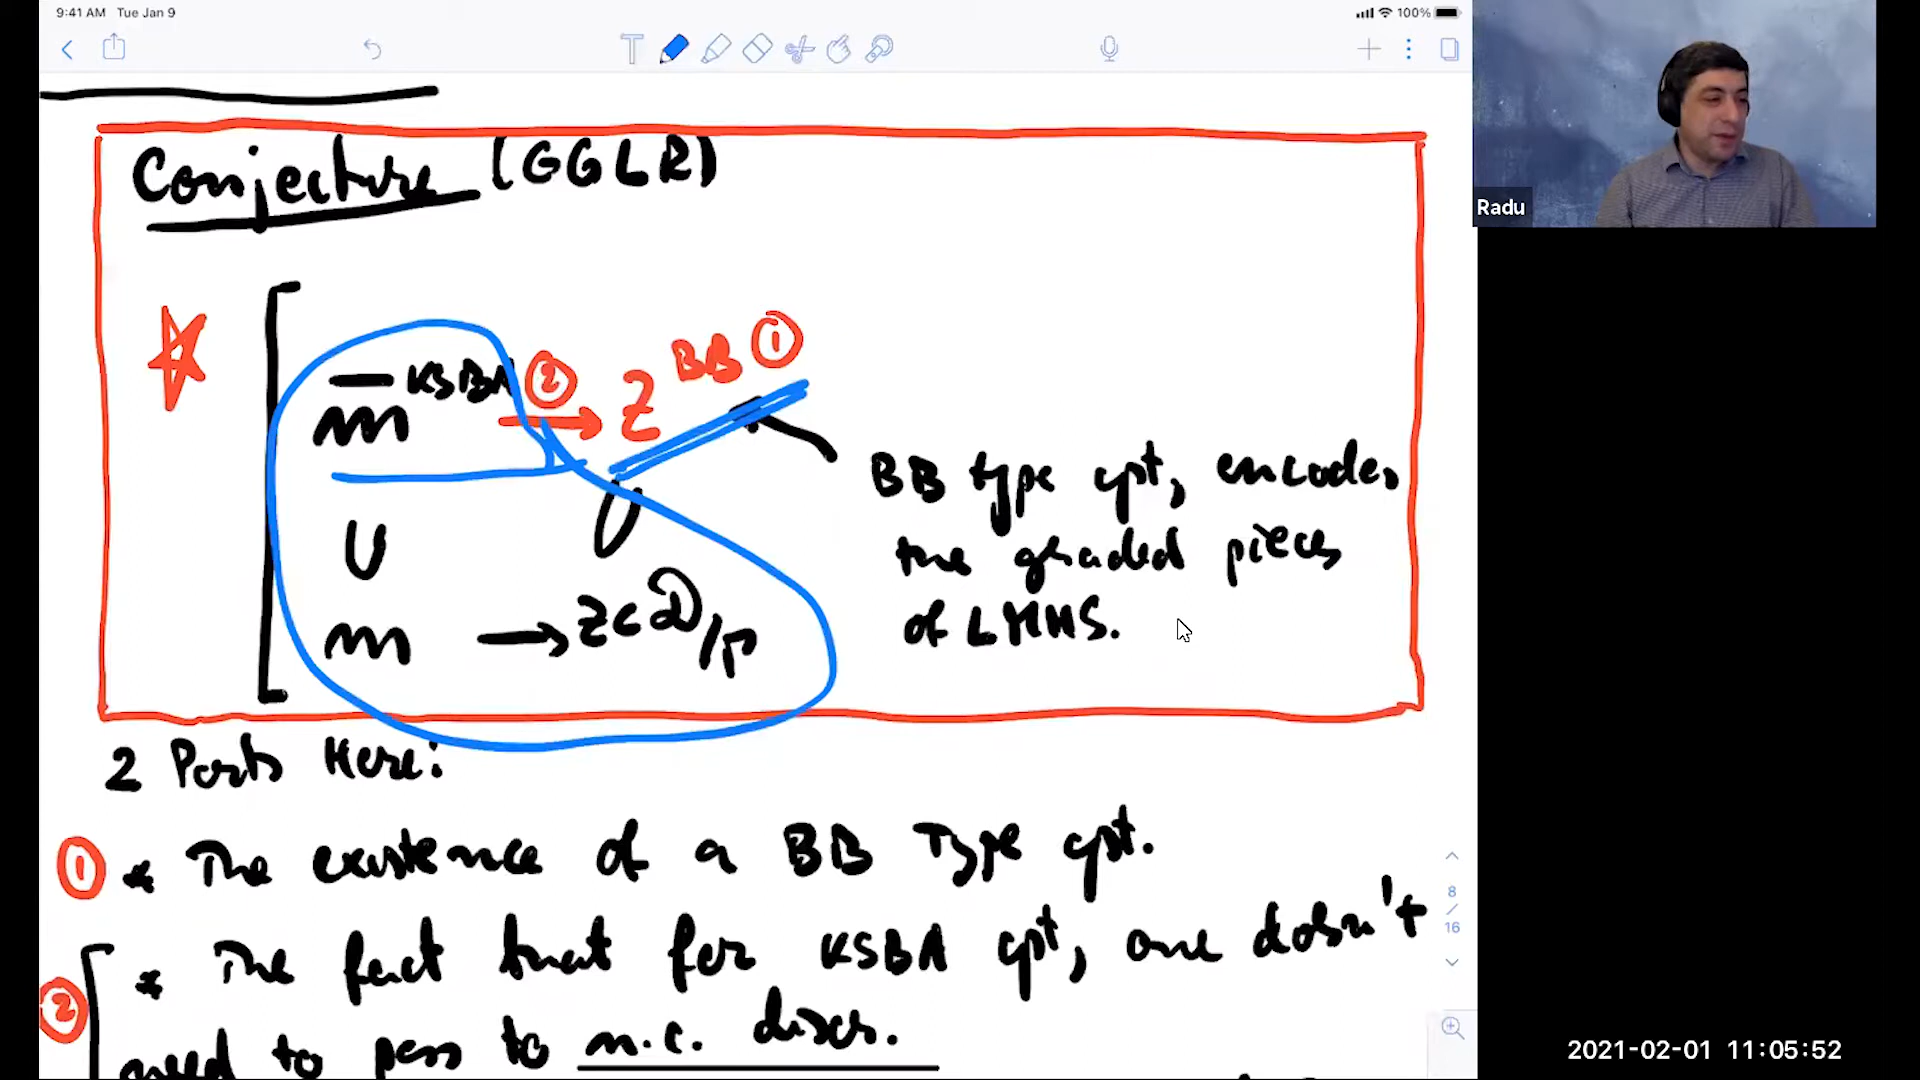 9:41 AM Tue Jan 9
100%
Conjecture (GGLR)
M̅ KSBA ② → Z BB ①
BB type cpt, encodes
the graded pieces
of LMHS.
U
U
M → Z ⊂ D/Γ
2 Parts Here:
① * The existence of a BB Type cpt.
② * The fact that for KSBA cpt, one doesn't
need to pass to n.c. discr.
8
/
16
Radu
2021-02-01 11:05:52